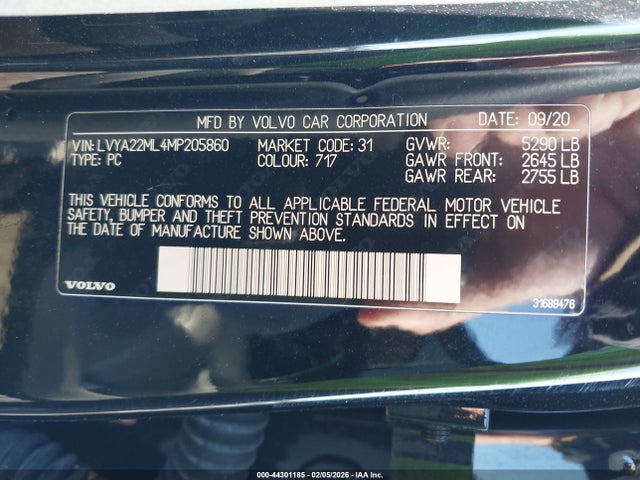 MFD BY VOLVO CAR CORPORATION DATE: 09/20
VIN: LVYA22ML4MP205860 MARKET CODE: 31 GVWR: 5290 LB
TYPE: PC COLOUR: 717 GAWR FRONT: 2645 LB
GAWR REAR: 2755 LB
THIS VEHICLE CONFORMS TO ALL APPLICABLE FEDERAL MOTOR VEHICLE
SAFETY, BUMPER AND THEFT PREVENTION STANDARDS IN EFFECT ON
THE DATE OF MANUFACTURE SHOWN ABOVE.
VOLVO 31689476
000-44301185 - 02/05/2026 - IAA Inc.